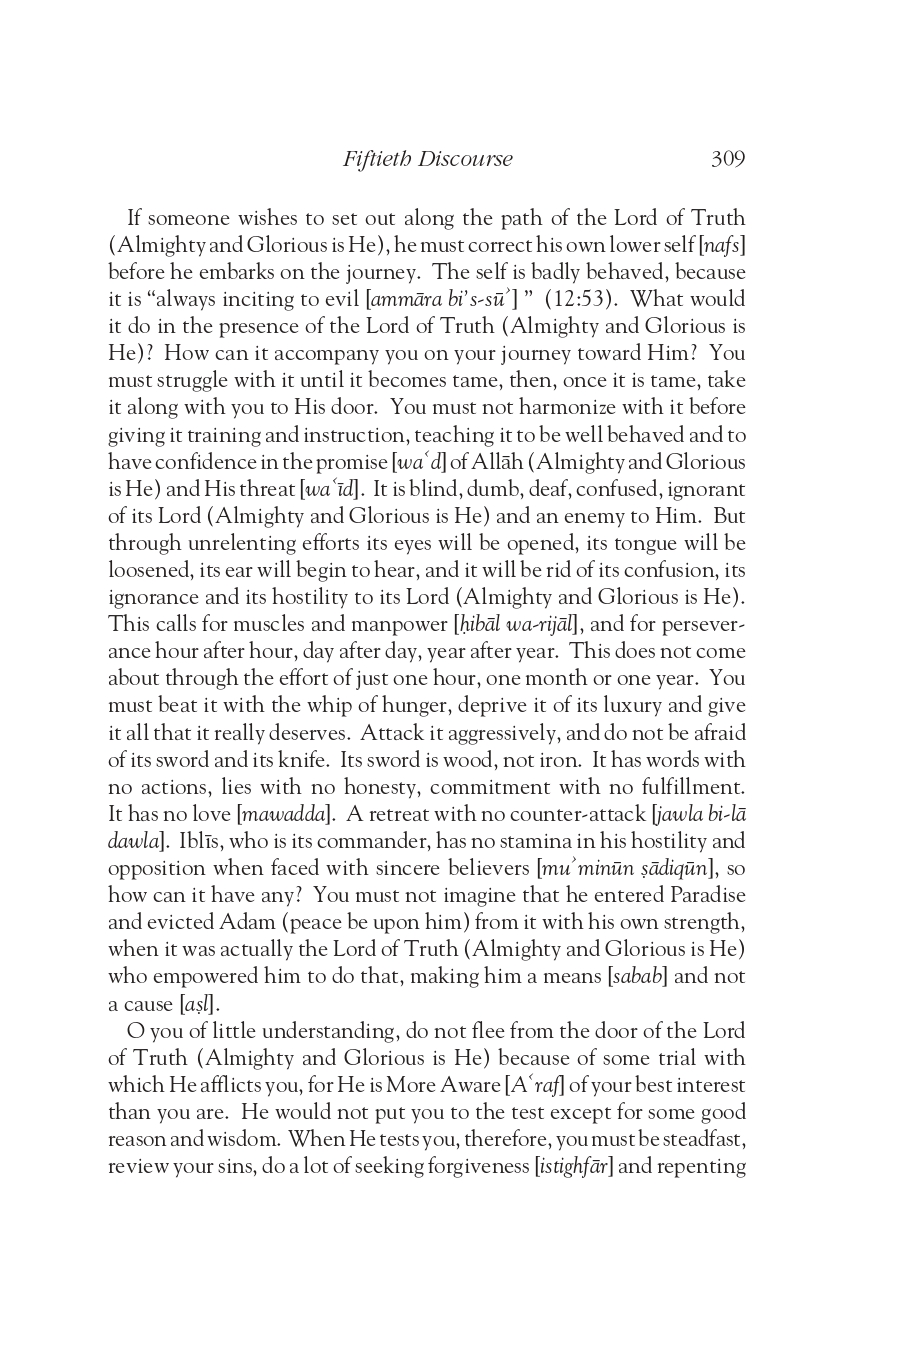 Fiftieth Discourse 309
If someone wishes to set out along the path of the Lord of Truth
(Almighty and Glorious is He), he must correct his own lower self [nafs]
before he embarks on the journey. The self is badly behaved, because
it is “always inciting to evil [ammāra bi’s-sūʾ] ” (12:53). What would
it do in the presence of the Lord of Truth (Almighty and Glorious is
He)? How can it accompany you on your journey toward Him? You
must struggle with it until it becomes tame, then, once it is tame, take
it along with you to His door. You must not harmonize with it before
giving it training and instruction, teaching it to be well behaved and to
have confidence in the promise [waʿd] of Allāh (Almighty and Glorious
is He) and His threat [waʿīd]. It is blind, dumb, deaf, confused, ignorant
of its Lord (Almighty and Glorious is He) and an enemy to Him. But
through unrelenting efforts its eyes will be opened, its tongue will be
loosened, its ear will begin to hear, and it will be rid of its confusion, its
ignorance and its hostility to its Lord (Almighty and Glorious is He).
This calls for muscles and manpower [ḥibāl wa-rijāl], and for persever-
ance hour after hour, day after day, year after year. This does not come
about through the effort of just one hour, one month or one year. You
must beat it with the whip of hunger, deprive it of its luxury and give
it all that it really deserves. Attack it aggressively, and do not be afraid
of its sword and its knife. Its sword is wood, not iron. It has words with
no actions, lies with no honesty, commitment with no fulfillment.
It has no love [mawadda]. A retreat with no counter-attack [jawla bi-lā
dawla]. Iblīs, who is its commander, has no stamina in his hostility and
opposition when faced with sincere believers [muʾminūn ṣādiqūn], so
how can it have any? You must not imagine that he entered Paradise
and evicted Adam (peace be upon him) from it with his own strength,
when it was actually the Lord of Truth (Almighty and Glorious is He)
who empowered him to do that, making him a means [sabab] and not
a cause [aṣl].
O you of little understanding, do not flee from the door of the Lord
of Truth (Almighty and Glorious is He) because of some trial with
which He afflicts you, for He is More Aware [Aʿraf] of your best interest
than you are. He would not put you to the test except for some good
reason and wisdom. When He tests you, therefore, you must be steadfast,
review your sins, do a lot of seeking forgiveness [istighfār] and repenting